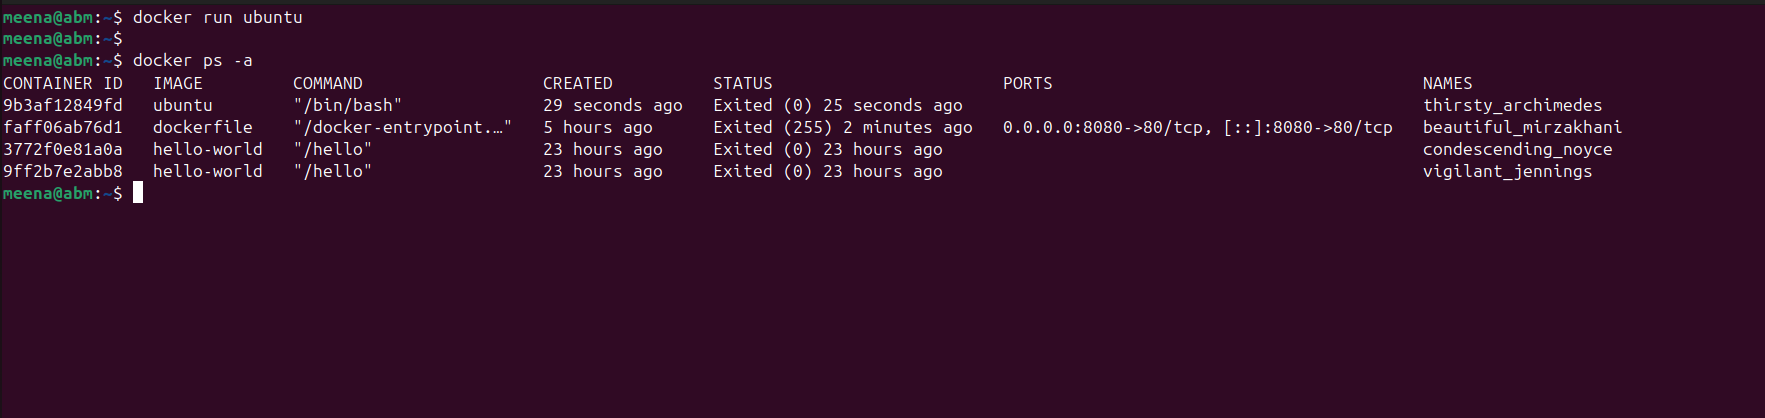 meena@abm:~$ docker run ubuntu
meena@abm:~$
meena@abm:~$ docker ps -a
CONTAINER ID   IMAGE         COMMAND                  CREATED          STATUS                       PORTS                                     NAMES
9b3af12849fd   ubuntu        "/bin/bash"              29 seconds ago   Exited (0) 25 seconds ago                                              thirsty_archimedes
faff06ab76d1   dockerfile    "/docker-entrypoint.…"   5 hours ago      Exited (255) 2 minutes ago   0.0.0.0:8080->80/tcp, [::]:8080->80/tcp   beautiful_mirzakhani
3772f0e81a0a   hello-world   "/hello"                 23 hours ago     Exited (0) 23 hours ago                                                condescending_noyce
9ff2b7e2abb8   hello-world   "/hello"                 23 hours ago     Exited (0) 23 hours ago                                                vigilant_jennings
meena@abm:~$